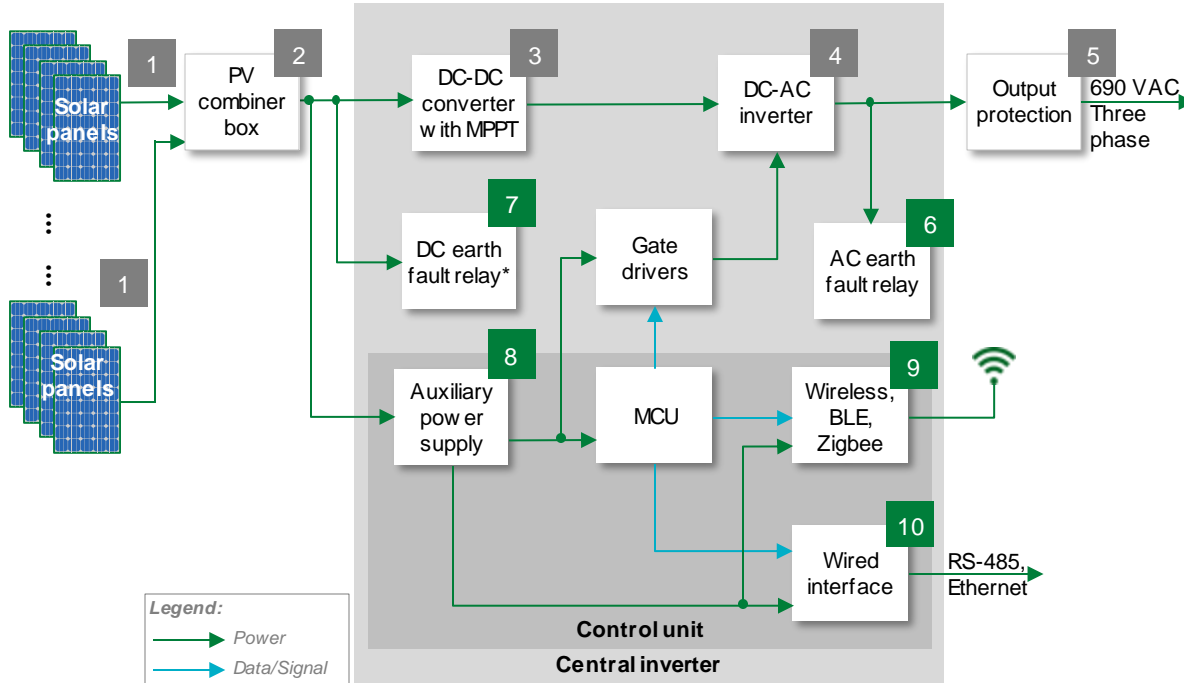 1
2
3
4
5
Solar
panels
PV
combiner
box
DC-DC
converter
with MPPT
DC-AC
inverter
Output
protection
690 VAC
Three
phase
...
...
7
6
DC earth
fault relay*
Gate
drivers
AC earth
fault relay
1
Solar
panels
8
9
Auxiliary
power
supply
MCU
Wireless,
BLE,
Zigbee
10
Wired
interface
RS-485,
Ethernet
Legend:
Power
Data/Signal
Control unit
Central inverter